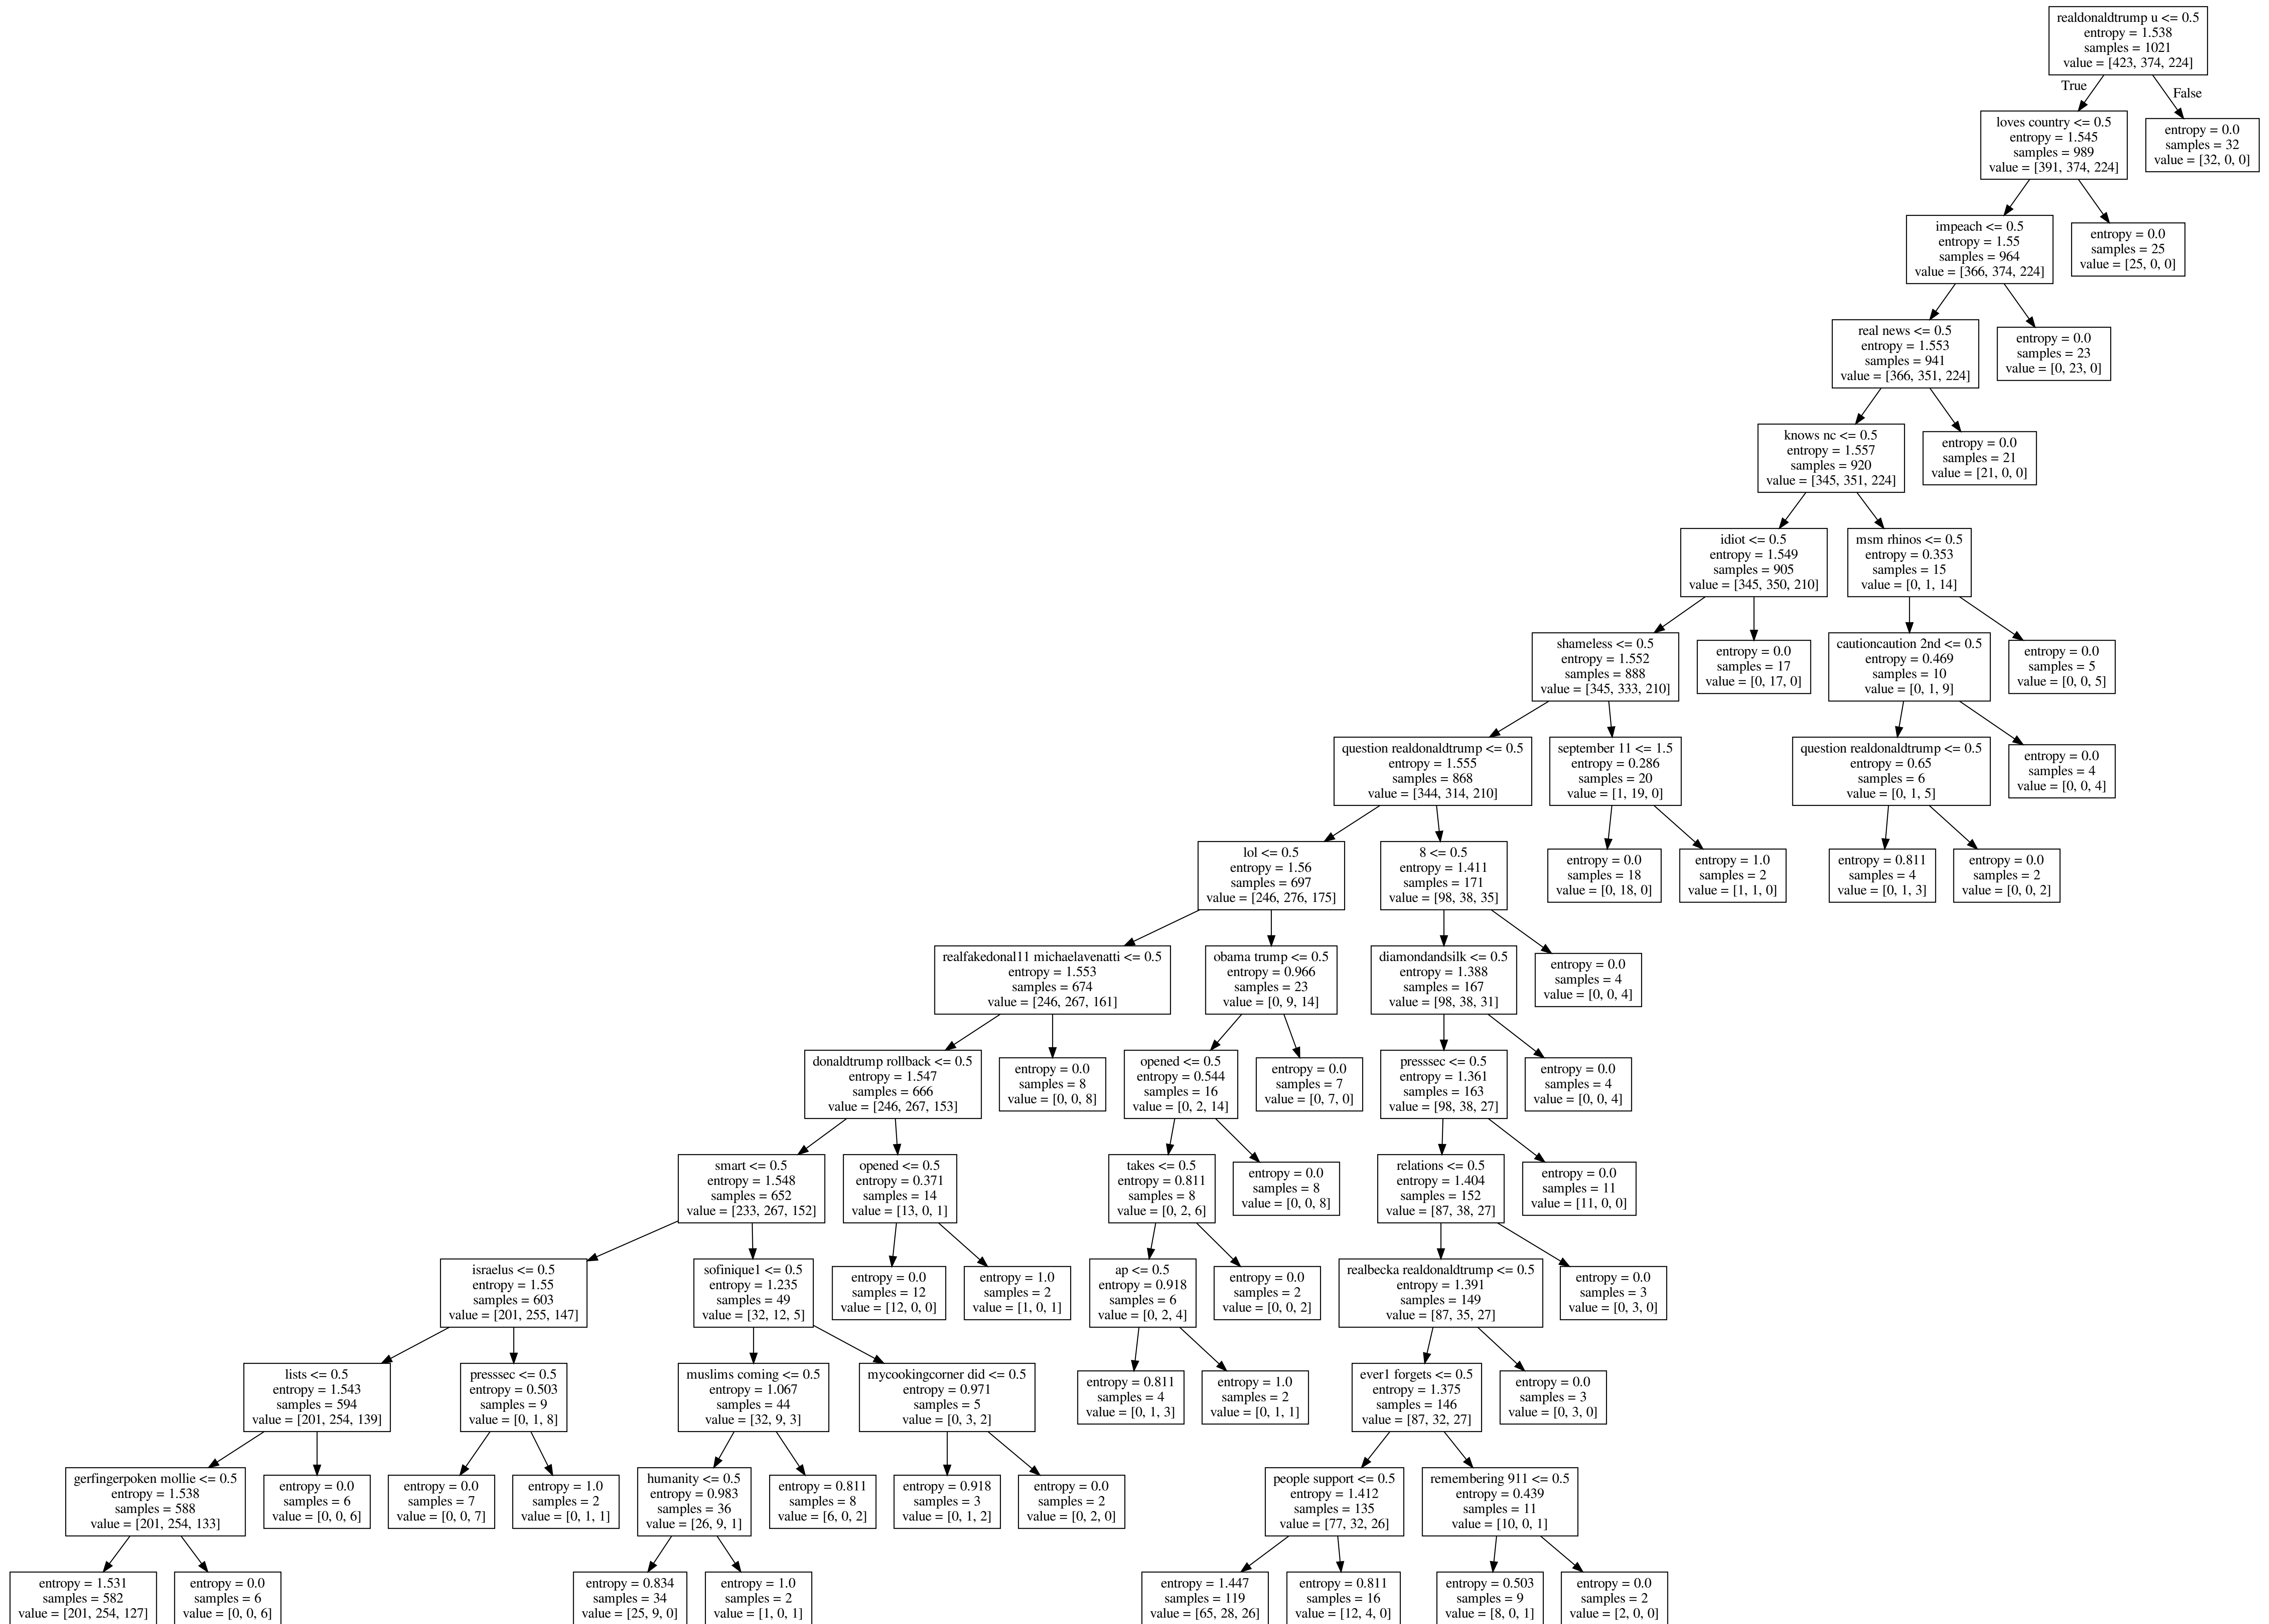 realdonaldtrump u <= 0.5
entropy = 1.538
samples = 1021
value = [423, 374, 224]
True
False
loves country <= 0.5
entropy = 1.545
samples = 989
value = [391, 374, 224]
entropy = 0.0
samples = 32
value = [32, 0, 0]
impeach <= 0.5
entropy = 1.55
samples = 964
value = [366, 374, 224]
entropy = 0.0
samples = 25
value = [25, 0, 0]
real news <= 0.5
entropy = 1.553
samples = 941
value = [366, 351, 224]
entropy = 0.0
samples = 23
value = [0, 23, 0]
knows nc <= 0.5
entropy = 1.557
samples = 920
value = [345, 351, 224]
entropy = 0.0
samples = 21
value = [21, 0, 0]
idiot <= 0.5
entropy = 1.549
samples = 905
value = [345, 350, 210]
msm rhinos <= 0.5
entropy = 0.353
samples = 15
value = [0, 1, 14]
shameless <= 0.5
entropy = 1.552
samples = 888
value = [345, 333, 210]
entropy = 0.0
samples = 17
value = [0, 17, 0]
cautioncaution 2nd <= 0.5
entropy = 0.469
samples = 10
value = [0, 1, 9]
entropy = 0.0
samples = 5
value = [0, 0, 5]
question realdonaldtrump <= 0.5
entropy = 1.555
samples = 868
value = [344, 314, 210]
september 11 <= 1.5
entropy = 0.286
samples = 20
value = [1, 19, 0]
question realdonaldtrump <= 0.5
entropy = 0.65
samples = 6
value = [0, 1, 5]
entropy = 0.0
samples = 4
value = [0, 0, 4]
lol <= 0.5
entropy = 1.56
samples = 697
value = [246, 276, 175]
8 <= 0.5
entropy = 1.411
samples = 171
value = [98, 38, 35]
entropy = 0.0
samples = 18
value = [0, 18, 0]
entropy = 1.0
samples = 2
value = [1, 1, 0]
entropy = 0.811
samples = 4
value = [0, 1, 3]
entropy = 0.0
samples = 2
value = [0, 0, 2]
realfakedonal11 michaelavenatti <= 0.5
entropy = 1.553
samples = 674
value = [246, 267, 161]
obama trump <= 0.5
entropy = 0.966
samples = 23
value = [0, 9, 14]
diamondandsilk <= 0.5
entropy = 1.388
samples = 167
value = [98, 38, 31]
entropy = 0.0
samples = 4
value = [0, 0, 4]
donaldtrump rollback <= 0.5
entropy = 1.547
samples = 666
value = [246, 267, 153]
entropy = 0.0
samples = 8
value = [0, 0, 8]
opened <= 0.5
entropy = 0.544
samples = 16
value = [0, 2, 14]
entropy = 0.0
samples = 7
value = [0, 7, 0]
presssec <= 0.5
entropy = 1.361
samples = 163
value = [98, 38, 27]
entropy = 0.0
samples = 4
value = [0, 0, 4]
smart <= 0.5
entropy = 1.548
samples = 652
value = [233, 267, 152]
opened <= 0.5
entropy = 0.371
samples = 14
value = [13, 0, 1]
takes <= 0.5
entropy = 0.811
samples = 8
value = [0, 2, 6]
entropy = 0.0
samples = 8
value = [0, 0, 8]
relations <= 0.5
entropy = 1.404
samples = 152
value = [87, 38, 27]
entropy = 0.0
samples = 11
value = [11, 0, 0]
israelus <= 0.5
entropy = 1.55
samples = 603
value = [201, 255, 147]
sofinique1 <= 0.5
entropy = 1.235
samples = 49
value = [32, 12, 5]
entropy = 0.0
samples = 12
value = [12, 0, 0]
entropy = 1.0
samples = 2
value = [1, 0, 1]
ap <= 0.5
entropy = 0.918
samples = 6
value = [0, 2, 4]
entropy = 0.0
samples = 2
value = [0, 0, 2]
realbecka realdonaldtrump <= 0.5
entropy = 1.391
samples = 149
value = [87, 35, 27]
entropy = 0.0
samples = 3
value = [0, 3, 0]
lists <= 0.5
entropy = 1.543
samples = 594
value = [201, 254, 139]
presssec <= 0.5
entropy = 0.503
samples = 9
value = [0, 1, 8]
muslims coming <= 0.5
entropy = 1.067
samples = 44
value = [32, 9, 3]
mycookingcorner did <= 0.5
entropy = 0.971
samples = 5
value = [0, 3, 2]
entropy = 0.811
samples = 4
value = [0, 1, 3]
entropy = 1.0
samples = 2
value = [0, 1, 1]
ever1 forgets <= 0.5
entropy = 1.375
samples = 146
value = [87, 32, 27]
entropy = 0.0
samples = 3
value = [0, 3, 0]
gerfingerpoken mollie <= 0.5
entropy = 1.538
samples = 588
value = [201, 254, 133]
entropy = 0.0
samples = 6
value = [0, 0, 6]
entropy = 0.0
samples = 7
value = [0, 0, 7]
entropy = 1.0
samples = 2
value = [0, 1, 1]
humanity <= 0.5
entropy = 0.983
samples = 36
value = [26, 9, 1]
entropy = 0.811
samples = 8
value = [6, 0, 2]
entropy = 0.918
samples = 3
value = [0, 1, 2]
entropy = 0.0
samples = 2
value = [0, 2, 0]
people support <= 0.5
entropy = 1.412
samples = 135
value = [77, 32, 26]
remembering 911 <= 0.5
entropy = 0.439
samples = 11
value = [10, 0, 1]
entropy = 1.531
samples = 582
value = [201, 254, 127]
entropy = 0.0
samples = 6
value = [0, 0, 6]
entropy = 0.834
samples = 34
value = [25, 9, 0]
entropy = 1.0
samples = 2
value = [1, 0, 1]
entropy = 1.447
samples = 119
value = [65, 28, 26]
entropy = 0.811
samples = 16
value = [12, 4, 0]
entropy = 0.503
samples = 9
value = [8, 0, 1]
entropy = 0.0
samples = 2
value = [2, 0, 0]